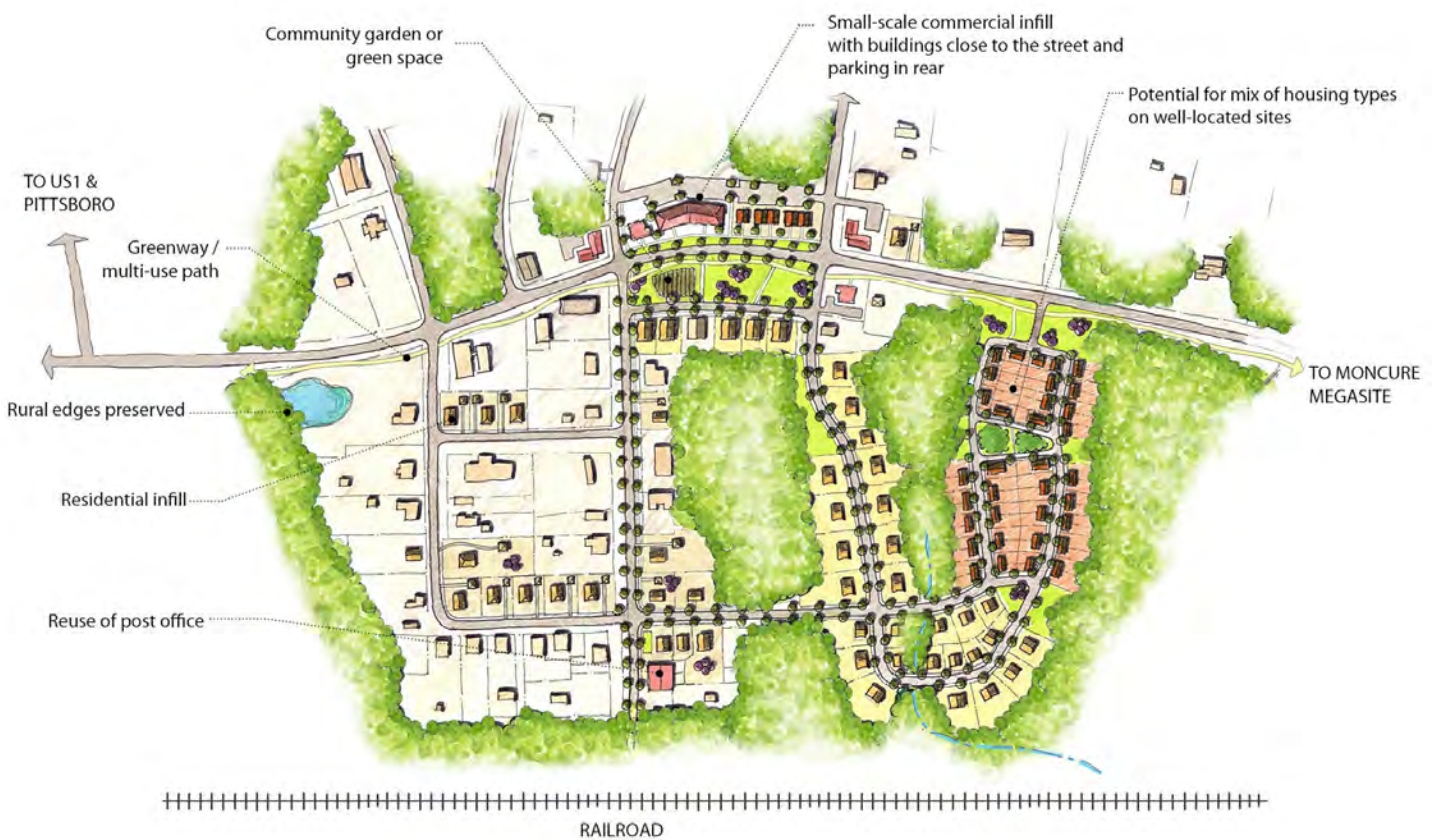 Community garden or
green space
Small-scale commercial infill
with buildings close to the street and
parking in rear
Potential for mix of housing types
on well-located sites
TO US1 &
PITTSBORO
Greenway /
multi-use path
TO MONCURE
MEGASITE
Rural edges preserved
Residential infill
Reuse of post office
RAILROAD